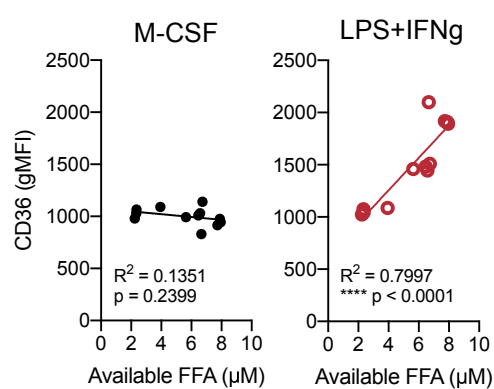 M-CSF
CD36 (gMFI)
2500
2000
1500
1000
500
0
R² = 0.1351
p = 0.2399
0 2 4 6 8 10
Available FFA (µM)
LPS+IFNg
2500
2000
1500
1000
500
0
R² = 0.7997
**** p < 0.0001
0 2 4 6 8 10
Available FFA (µM)